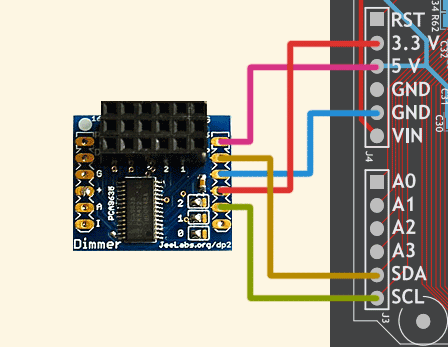 RST
3.3 V
5 V
GND
GND
VIN
J4
A0
A1
A2
A3
SDA
SCL
J3
R62
C32
C31
C30
2 1
G
+
D
I
PCA9635
2
1
0
Dimmer
JeeLabs.org/dp2